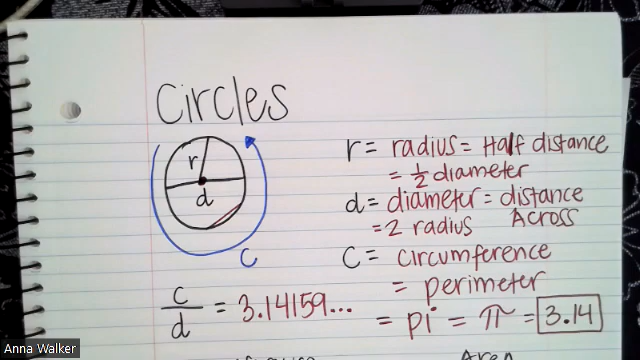 Circles
r
d
C
r = radius = Half distance
= 1/2 diameter
d = diameter = distance Across
= 2 radius
C = circumference
= perimeter
c/d = 3.14159... = pi = π = 3.14
Area
Anna Walker